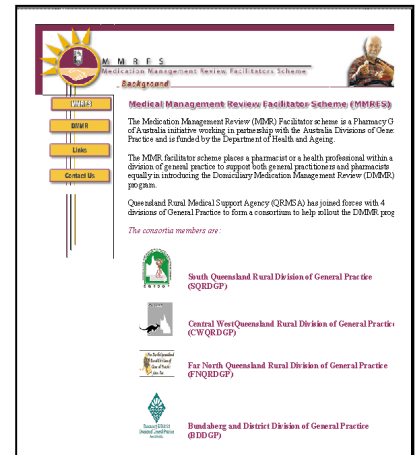 M M R F S
Medication Management Review Facilitators Scheme
Background
MMRFS
DMMR
Links
Contact Us
Medical Management Review Facilitator Scheme (MMRFS)
The Medication Management Review (MMR) Facilitator scheme is a Pharmacy G
of Australia initiative working in partnership with the Australia Divisions of Gene
Practice and is funded by the Department of Health and Ageing.
The MMR facilitator scheme places a pharmacist or a health professional within a
division of general practice to support both general practitioners and pharmacists
equally in introducing the Domiciliary Medication Management Review (DMMR)
program.
Queensland Rural Medical Support Agency (QRMSA) has joined forces with 4
divisions of General Practice to form a consortium to help rollout the DMMR prog
The consortia members are:
South Queensland Rural Division of General Practice
(SQRDGP)
Central WestQueensland Rural Division of General Practice
(CWQRDGP)
Far North Queensland Rural Division of General Practice
(FNQRDGP)
Bundaberg and District Division of General Practice
(BDDGP)